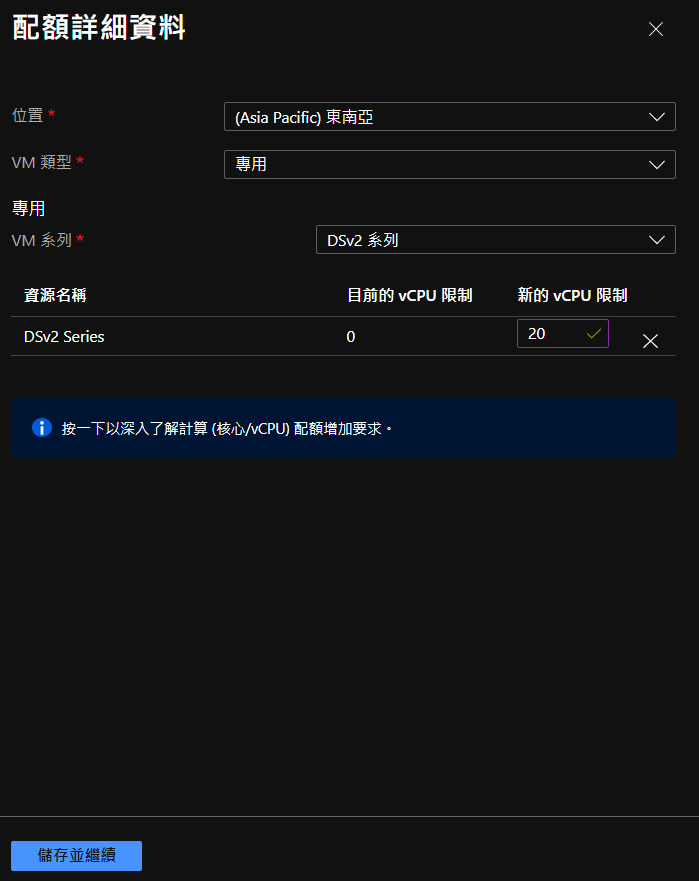 配額詳細資料
位置 *
(Asia Pacific) 東南亞
VM 類型 *
專用
專用
VM 系列 *
DSv2 系列
資源名稱 目前的 vCPU 限制 新的 vCPU 限制
DSv2 Series 0 20
按一下以深入了解計算 (核心/vCPU) 配額增加要求。
儲存並繼續